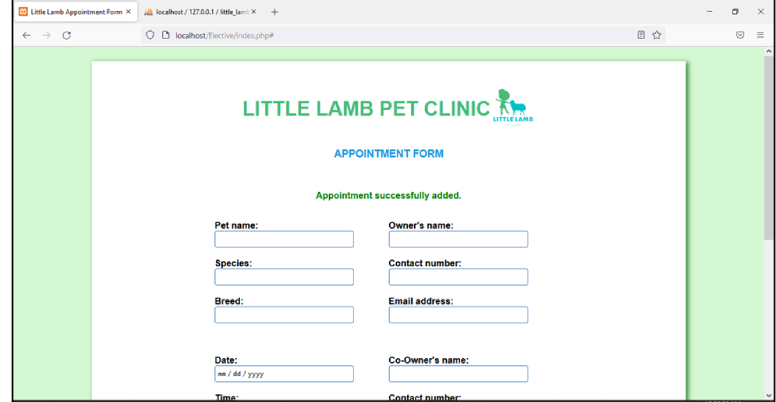 Little Lamb Appointment Form
localhost / 127.0.0.1 / little_lam
localhost/Elective/index.php#
LITTLE LAMB PET CLINIC
LITTLE LAMB
APPOINTMENT FORM
Appointment successfully added.
Pet name: Owner's name:
Species: Contact number:
Breed: Email address:
Date: Co-Owner's name:
mm / dd / yyyy
Time: Contact number: